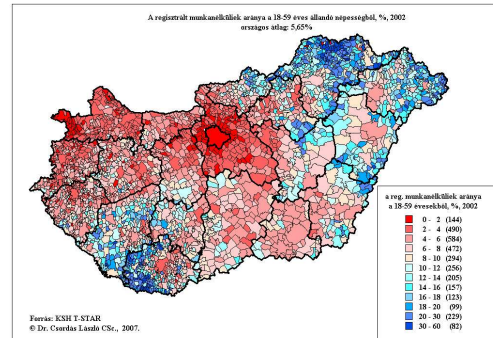 A regisztrált munkanélküliek aránya a 18-59 éves állandó népességből, %, 2002
országos átlag: 5,65%
a reg. munkanélküliek aránya
a 18-59 évesekből, %, 2002
0 - 2 (144)
2 - 4 (490)
4 - 6 (584)
6 - 8 (472)
8 - 10 (294)
10 - 12 (256)
12 - 14 (205)
14 - 16 (157)
16 - 18 (123)
18 - 20 (99)
20 - 30 (229)
30 - 60 (82)
Forrás: KSH T-STAR
© Dr. Csordás László CSc., 2007.